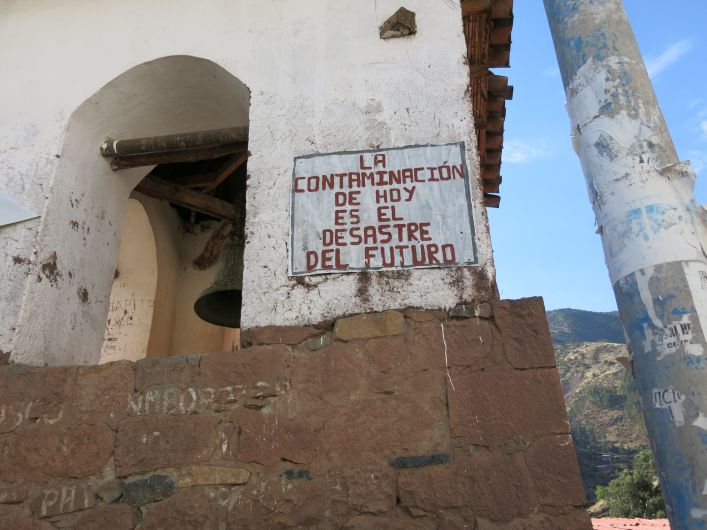 LA
CONTAMINACIÓN
DE HOY
ES EL
DESASTRE
DEL FUTURO